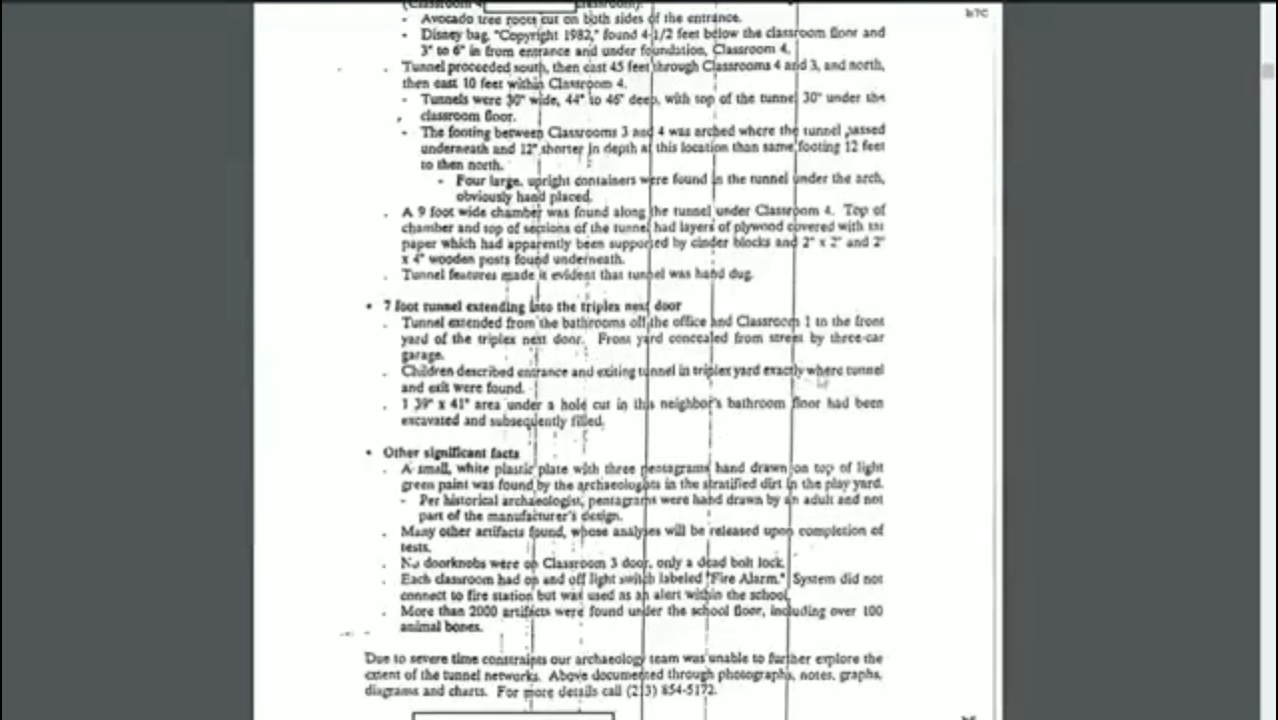 (Classroom 4 classroom).
b7C
- Avocado tree roots cut on both sides of the entrance.
- Disney bag, "Copyright 1982," found 4-1/2 feet below the classroom floor and
3" to 6" in from entrance and under foundation, Classroom 4.
. Tunnel proceeded south, then east 45 feet through Classrooms 4 and 3, and north,
then east 10 feet within Classroom 4.
- Tunnels were 30" wide, 44" to 46" deep, with top of the tunnel 30" under the
classroom floor.
- The footing between Classrooms 3 and 4 was arched where the tunnel passed
underneath and 12" shorter in depth at this location than same footing 12 feet
to then north.
- Four large, upright containers were found in the tunnel under the arch,
obviously hand placed.
. A 9 foot wide chamber was found along the tunnel under Classroom 4. Top of
chamber and top of sections of the tunnel had layers of plywood covered with tar
paper which had apparently been supported by cinder blocks and 2" x 2" and 2"
x 4" wooden posts found underneath.
. Tunnel features made it evident that tunnel was hand dug.
• 7 foot tunnel extending into the triplex next door
. Tunnel extended from the bathrooms off the office and Classroom 1 to the front
yard of the triplex next door. Front yard concealed from street by three-car
garage.
. Children described entrance and exiting tunnel in triplex yard exactly where tunnel
and exit were found.
. 1 39" x 41" area under a hole cut in this neighbor's bathroom floor had been
excavated and subsequently filled.
• Other significant facts
. A small, white plastic plate with three pentagrams hand drawn on top of light
green paint was found by the archaeologists in the stratified dirt in the play yard.
- Per historical archaeologist, pentagrams were hand drawn by an adult and not
part of the manufacturer's design.
. Many other artifacts found, whose analyses will be released upon completion of
tests.
. No doorknobs were on Classroom 3 door, only a dead bolt lock.
. Each classroom had on and off light switch labeled "Fire Alarm." System did not
connect to fire station but was used as an alert within the school.
. More than 2000 artifacts were found under the school floor, including over 100
animal bones.
Due to severe time constraints our archaeology team was unable to further explore the
extent of the tunnel networks. Above documented through photographs, notes, graphs,
diagrams and charts. For more details call (213) 854-5172.